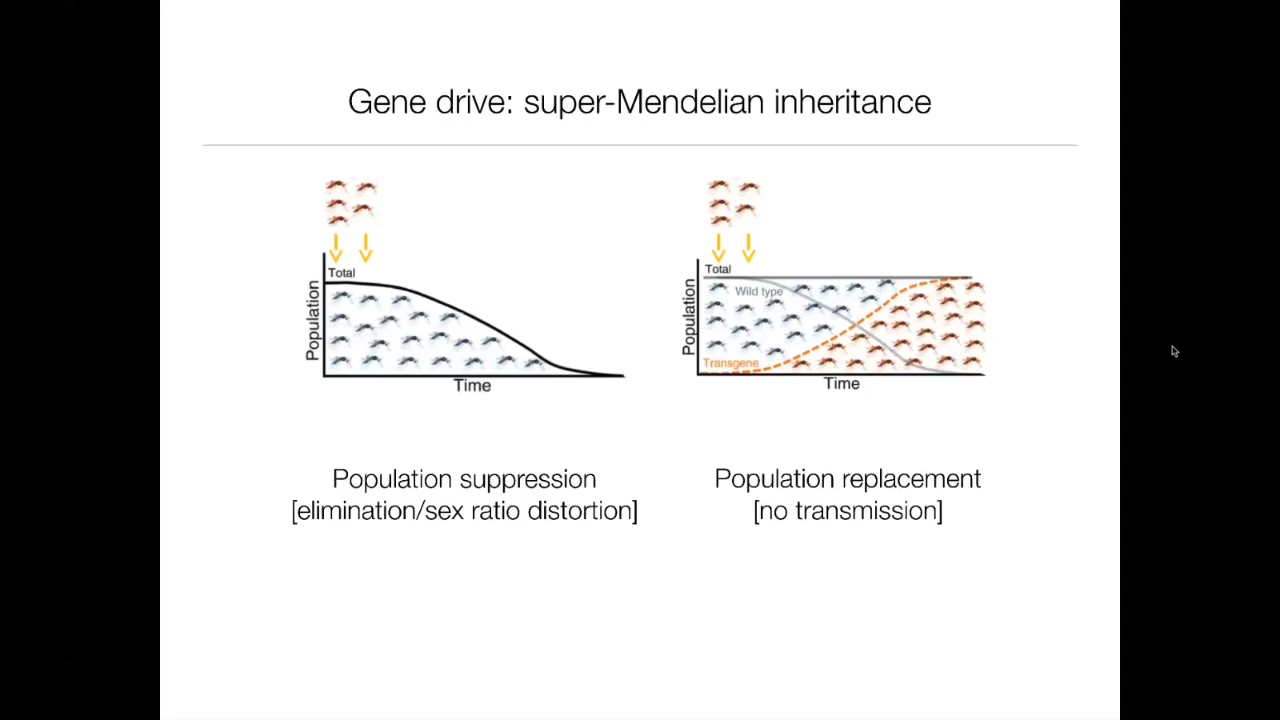 Gene drive: super-Mendelian inheritance
Total
Population
Time
Total
Wild type
Transgene
Population
Time
Population suppression
[elimination/sex ratio distortion]
Population replacement
[no transmission]